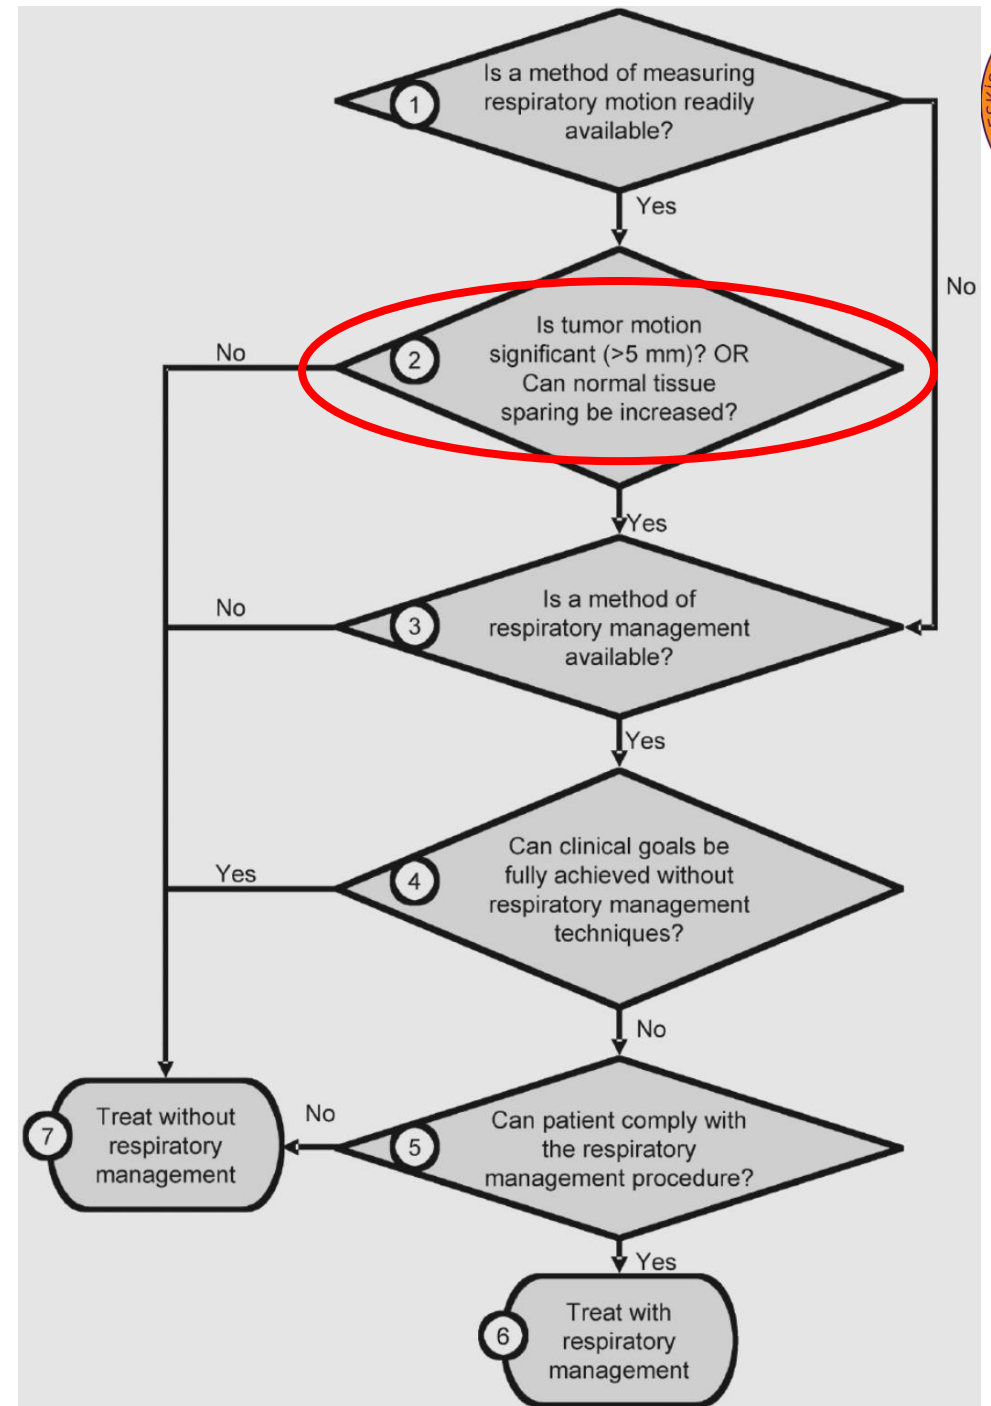 1
Is a method of measuring
respiratory motion readily
available?
Yes
No
2
Is tumor motion
significant (>5 mm)? OR
Can normal tissue
sparing be increased?
No
Yes
3
Is a method of
respiratory management
available?
No
Yes
4
Can clinical goals be
fully achieved without
respiratory management
techniques?
Yes
No
5
Can patient comply with
the respiratory
management procedure?
No
7
Treat without
respiratory
management
Yes
6
Treat with
respiratory
management